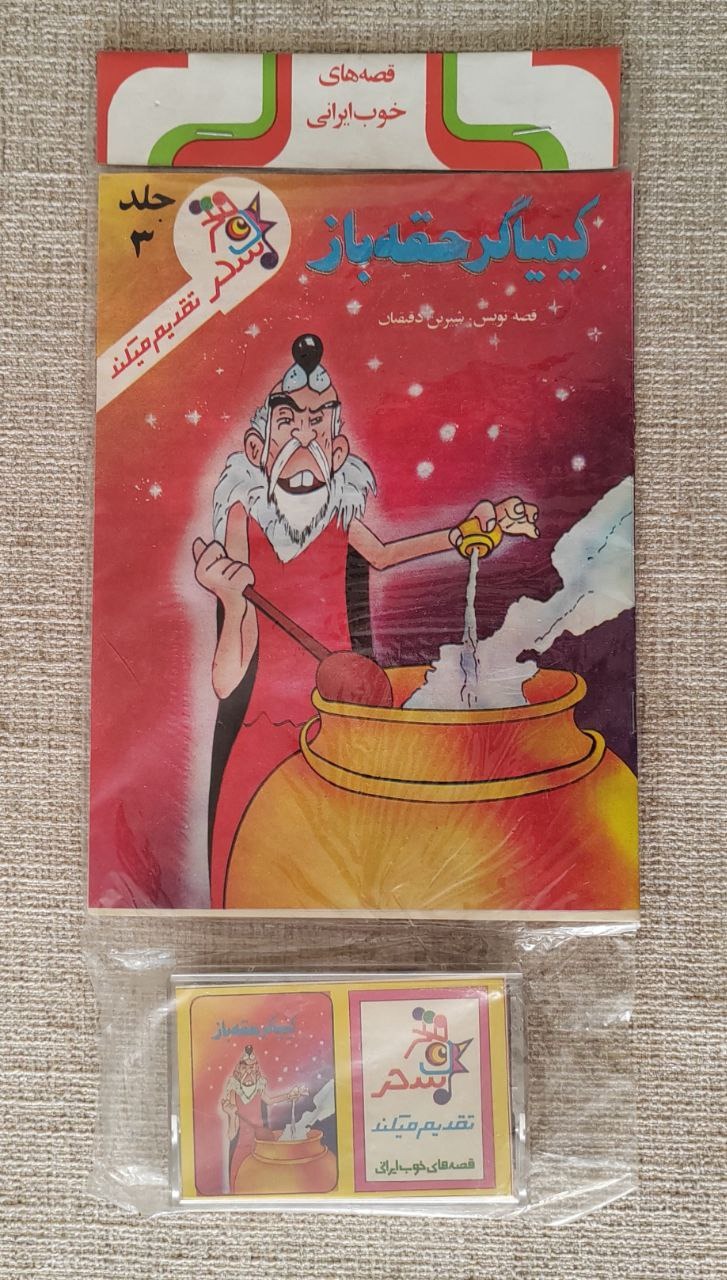 قصه‌های
خوب ایرانی
جلد
۳
سحر
تقدیم میکند
کیمیاگر حقه‌باز
قصه نویس: شیرین دقیقیان
کیمیاگر حقه‌باز
سحر
تقدیم میکند
قصه‌های خوب ایرانی